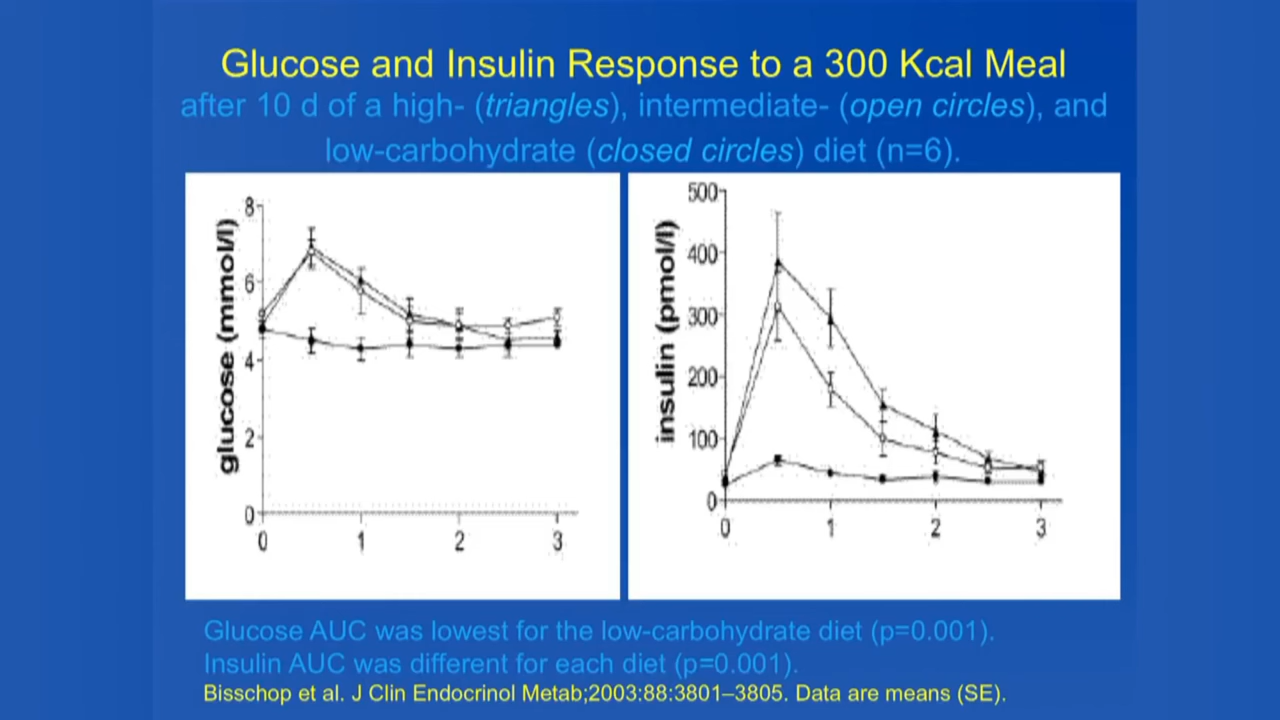 Glucose and Insulin Response to a 300 Kcal Meal
after 10 d of a high- (triangles), intermediate- (open circles), and
low-carbohydrate (closed circles) diet (n=6).
glucose (mmol/l)
8
6
4
2
0
0 1 2 3
insulin (pmol/l)
500
400
300
200
100
0
0 1 2 3
Glucose AUC was lowest for the low-carbohydrate diet (p=0.001).
Insulin AUC was different for each diet (p=0.001).
Bisschop et al. J Clin Endocrinol Metab;2003:88:3801–3805. Data are means (SE).